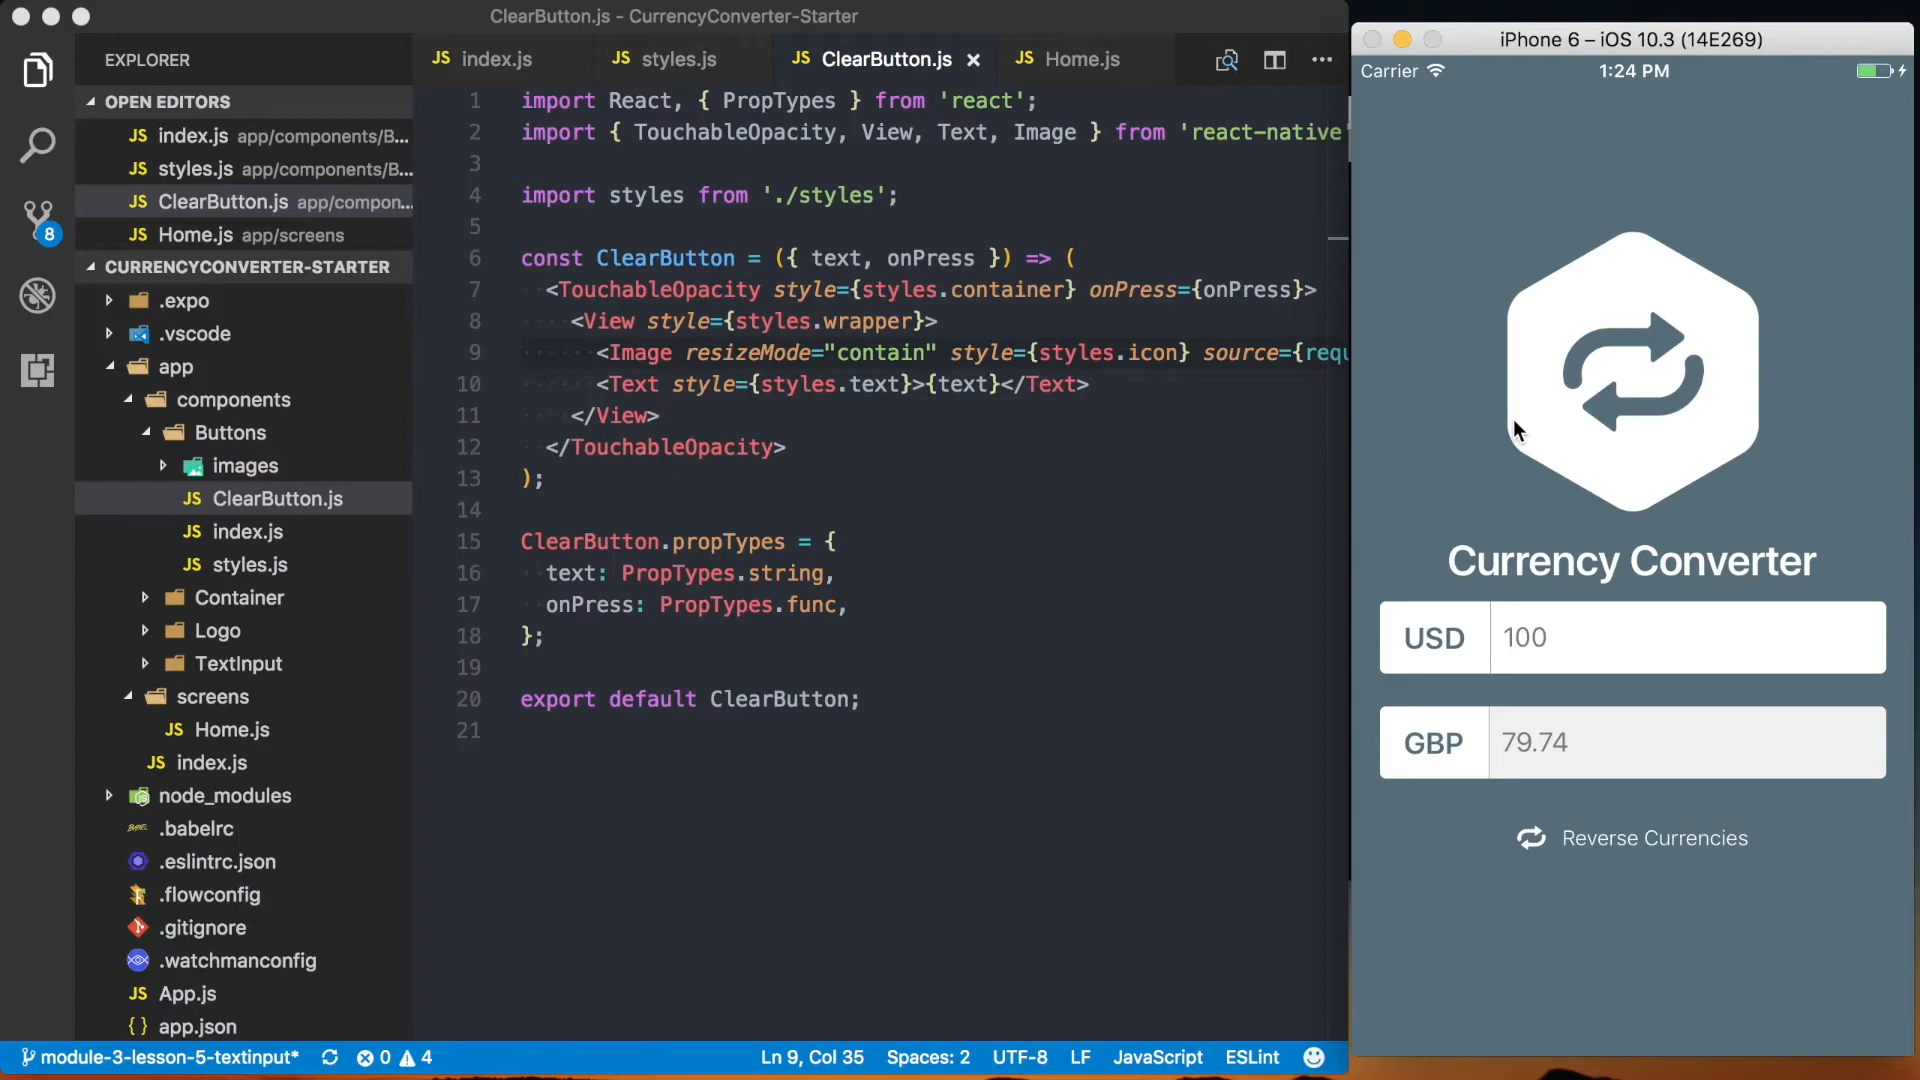 ClearButton.js - CurrencyConverter-Starter
EXPLORER
OPEN EDITORS
JS index.js app/components/B...
JS styles.js app/components/B...
JS ClearButton.js app/compon...
JS Home.js app/screens
CURRENCYCONVERTER-STARTER
.expo
.vscode
app
components
Buttons
images
JS ClearButton.js
JS index.js
JS styles.js
Container
Logo
TextInput
screens
JS Home.js
JS index.js
node_modules
.babelrc
.eslintrc.json
.flowconfig
.gitignore
.watchmanconfig
JS App.js
{ } app.json
8
JS index.js JS styles.js JS ClearButton.js JS Home.js
1 import React, { PropTypes } from 'react';
2 import { TouchableOpacity, View, Text, Image } from 'react-native'
3
4 import styles from './styles';
5
6 const ClearButton = ({ text, onPress }) => (
7 <TouchableOpacity style={styles.container} onPress={onPress}>
8 <View style={styles.wrapper}>
9 <Image resizeMode="contain" style={styles.icon} source={requ
10 <Text style={styles.text}>{text}</Text>
11 </View>
12 </TouchableOpacity>
13 );
14
15 ClearButton.propTypes = {
16 text: PropTypes.string,
17 onPress: PropTypes.func,
18 };
19
20 export default ClearButton;
21
module-3-lesson-5-textinput* 0 4 Ln 9, Col 35 Spaces: 2 UTF-8 LF JavaScript ESLint
iPhone 6 – iOS 10.3 (14E269)
Carrier 1:24 PM
Currency Converter
USD 100
GBP 79.74
Reverse Currencies